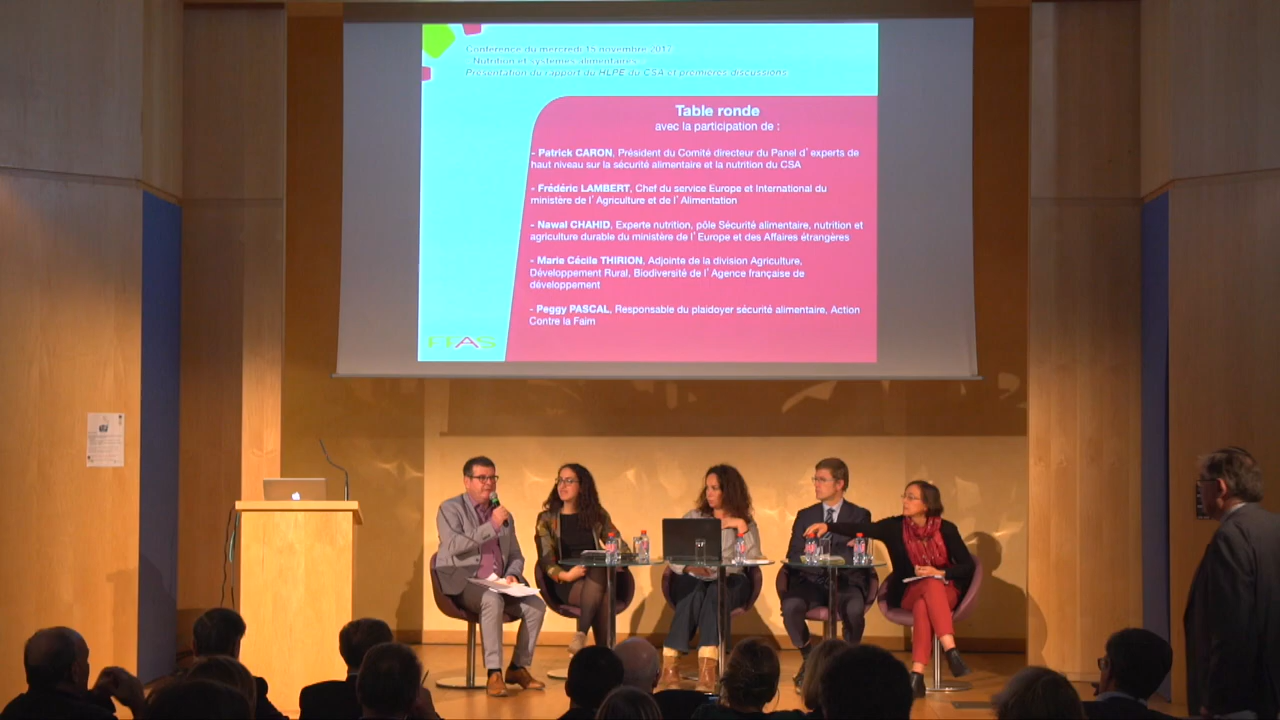 Conférence du mercredi 15 novembre 2017
Nutrition et systèmes alimentaires
Présentation du rapport du HLPE du CSA et premières discussions
Table ronde
avec la participation de :
- Patrick CARON, Président du Comité directeur du Panel d'experts de
haut niveau sur la sécurité alimentaire et la nutrition du CSA
- Frédéric LAMBERT, Chef du service Europe et International du
ministère de l'Agriculture et de l'Alimentation
- Nawal CHAHID, Experte nutrition, pôle Sécurité alimentaire, nutrition et
agriculture durable du ministère de l'Europe et des Affaires étrangères
- Marie Cécile THIRION, Adjointe de la division Agriculture,
Développement Rural, Biodiversité de l'Agence française de
développement
- Peggy PASCAL, Responsable du plaidoyer sécurité alimentaire, Action
Contre la Faim